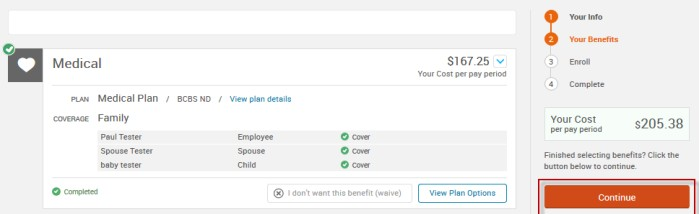 Medical
$167.25
Your Cost per pay period
PLAN Medical Plan / BCBS ND / View plan details
COVERAGE Family
Paul Tester Employee Cover
Spouse Tester Spouse Cover
baby tester Child Cover
Completed
I don't want this benefit (waive)
View Plan Options
1 Your Info
2 Your Benefits
3 Enroll
4 Complete
Your Cost
per pay period
$205.38
Finished selecting benefits? Click the
button below to continue.
Continue